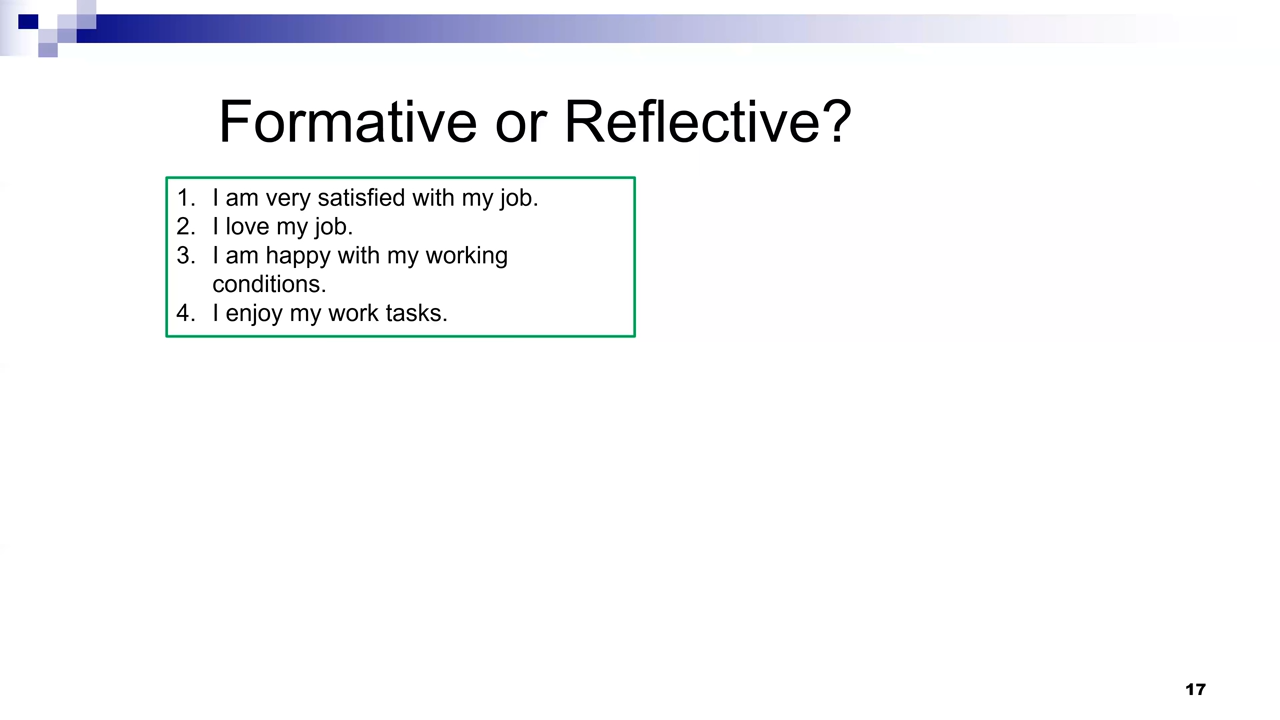 Formative or Reflective?
1. I am very satisfied with my job.
2. I love my job.
3. I am happy with my working
conditions.
4. I enjoy my work tasks.
17